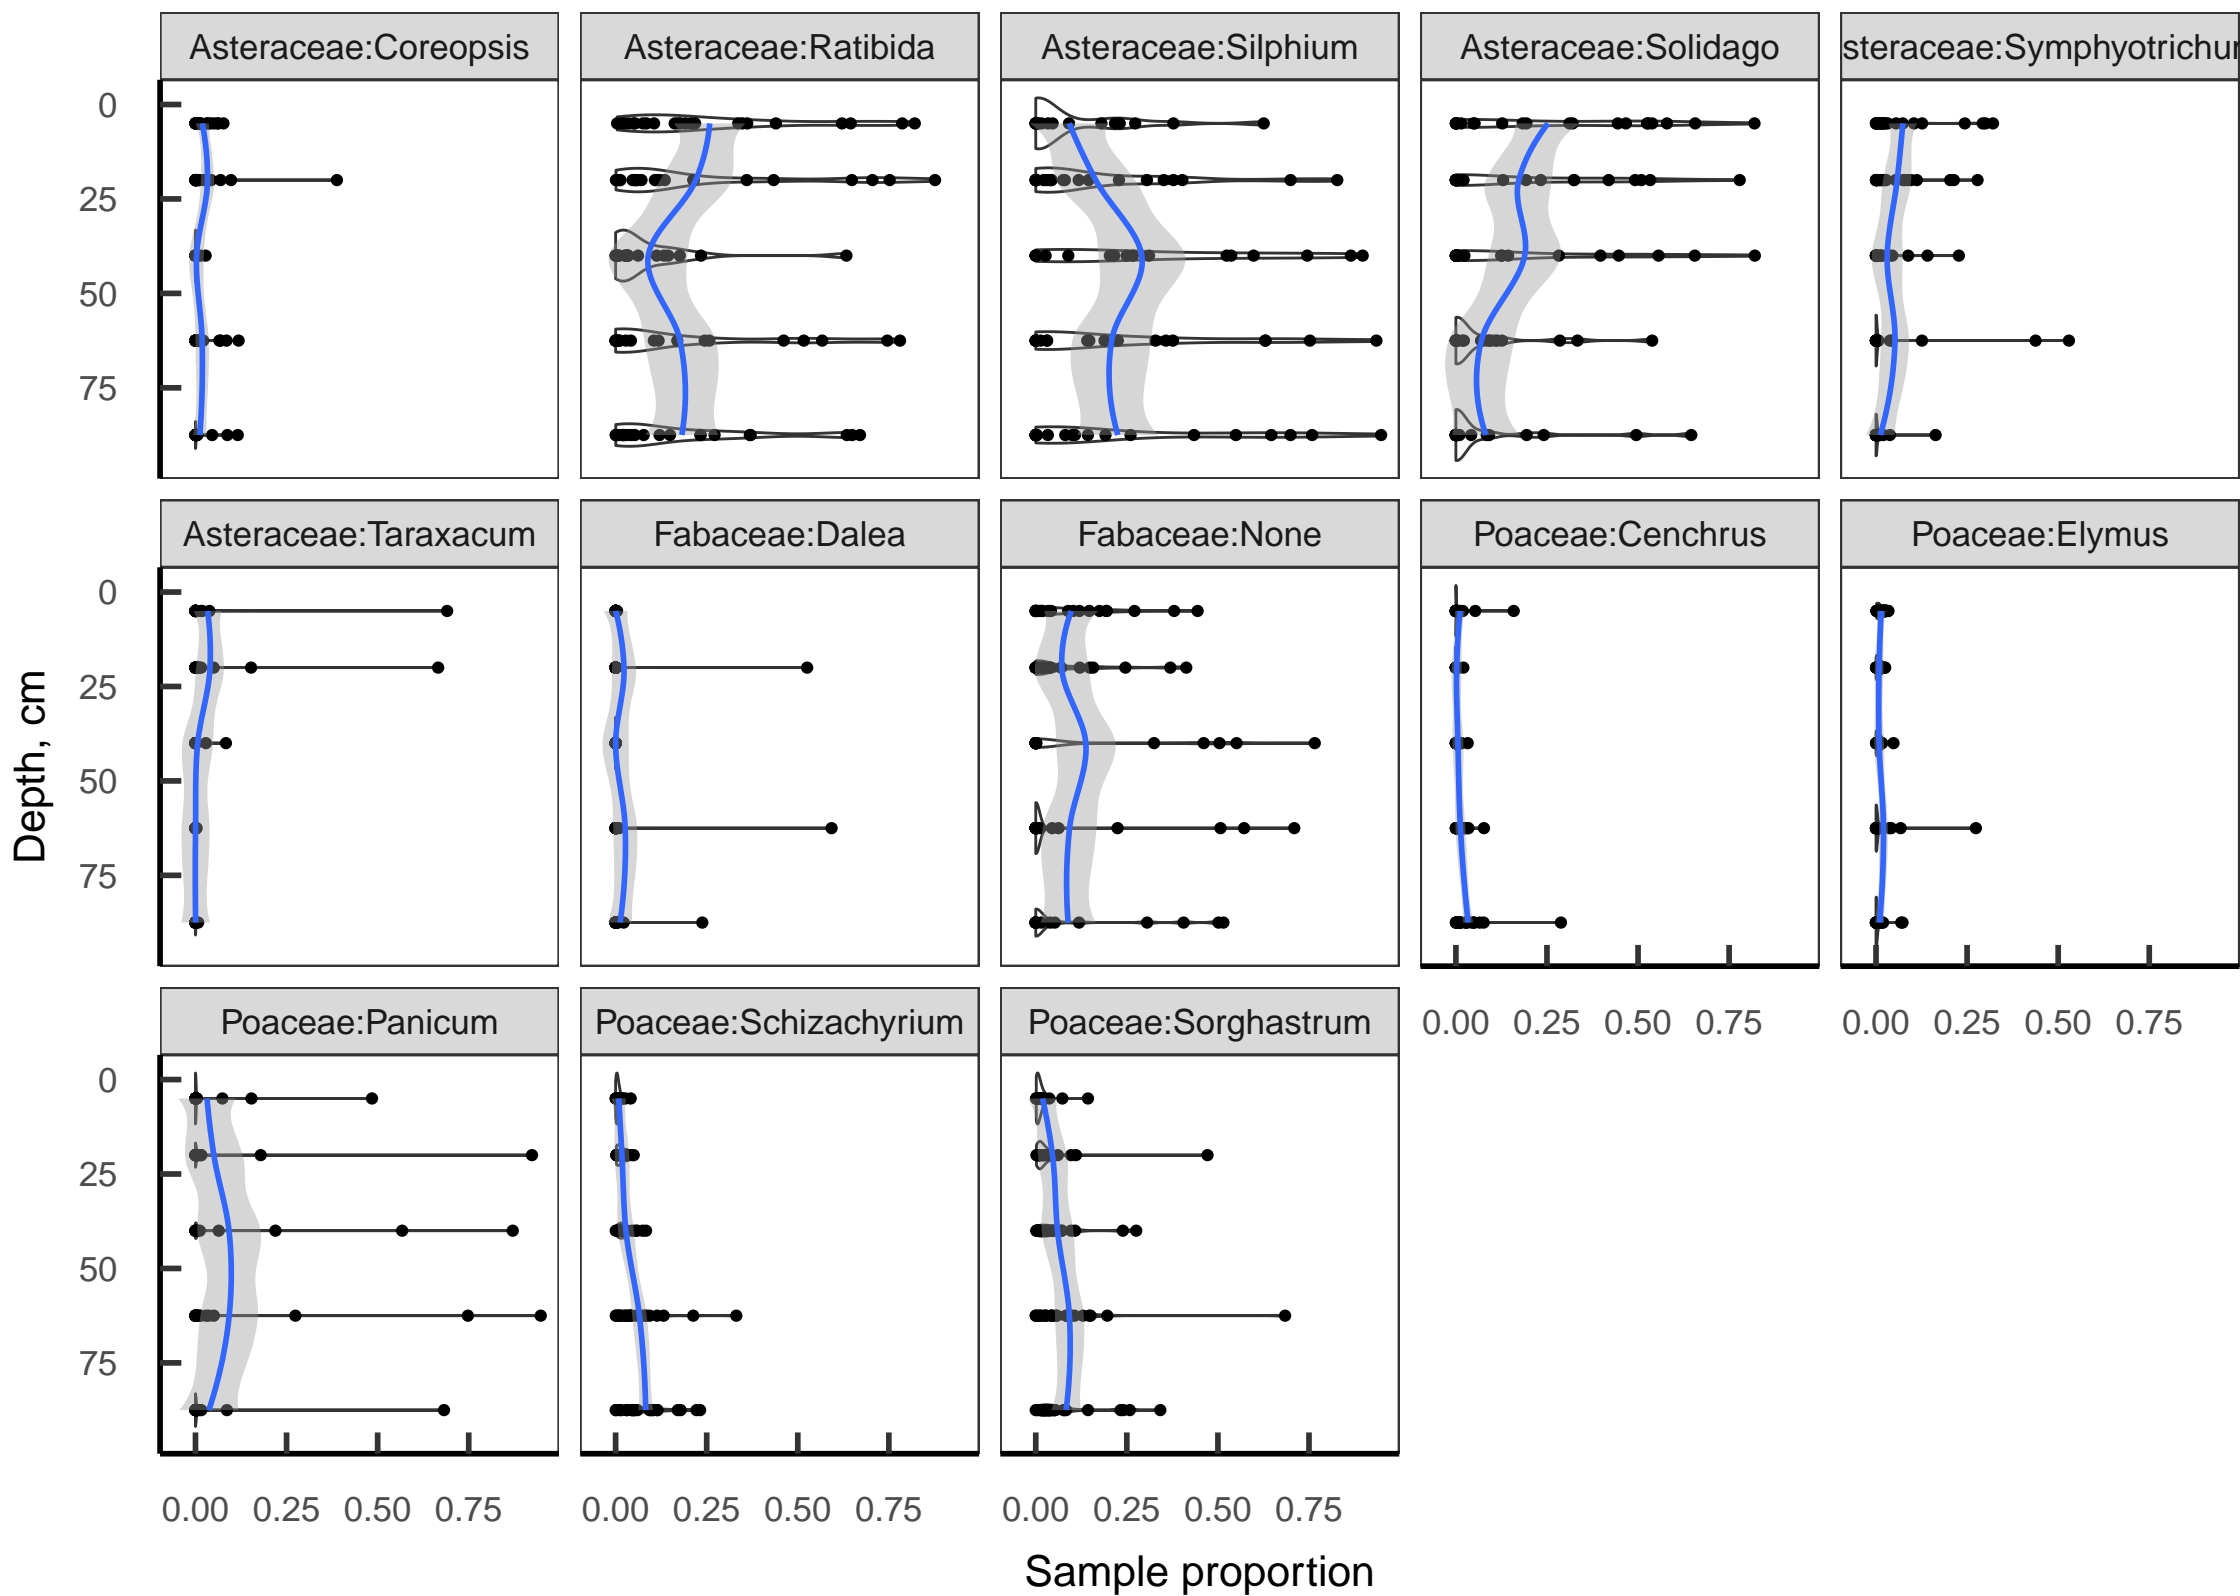 Asteraceae:Coreopsis
Asteraceae:Ratibida
Asteraceae:Silphium
Asteraceae:Solidago
steraceae:Symphyotrichu
0
25
50
75
Asteraceae:Taraxacum
Fabaceae:Dalea
Fabaceae:None
Poaceae:Cenchrus
Poaceae:Elymus
0
25
50
75
Depth, cm
0.00 0.25 0.50 0.75
0.00 0.25 0.50 0.75
Poaceae:Panicum
Poaceae:Schizachyrium
Poaceae:Sorghastrum
0
25
50
75
0.00 0.25 0.50 0.75
0.00 0.25 0.50 0.75
0.00 0.25 0.50 0.75
Sample proportion